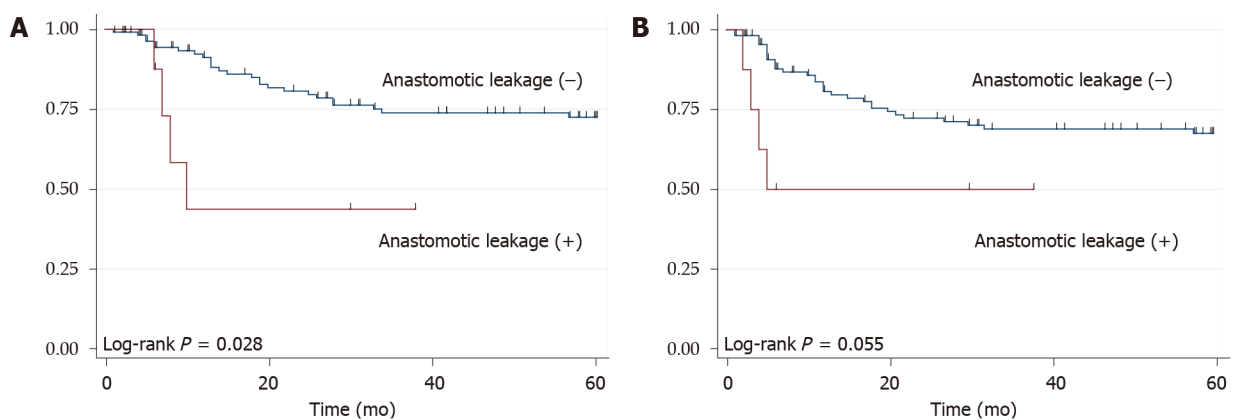 A
1.00
0.75
0.50
0.25
0.00
Anastomotic leakage (−)
Anastomotic leakage (+)
Log-rank P = 0.028
0 20 40 60
Time (mo)
B
1.00
0.75
0.50
0.25
0.00
Anastomotic leakage (−)
Anastomotic leakage (+)
Log-rank P = 0.055
0 20 40 60
Time (mo)